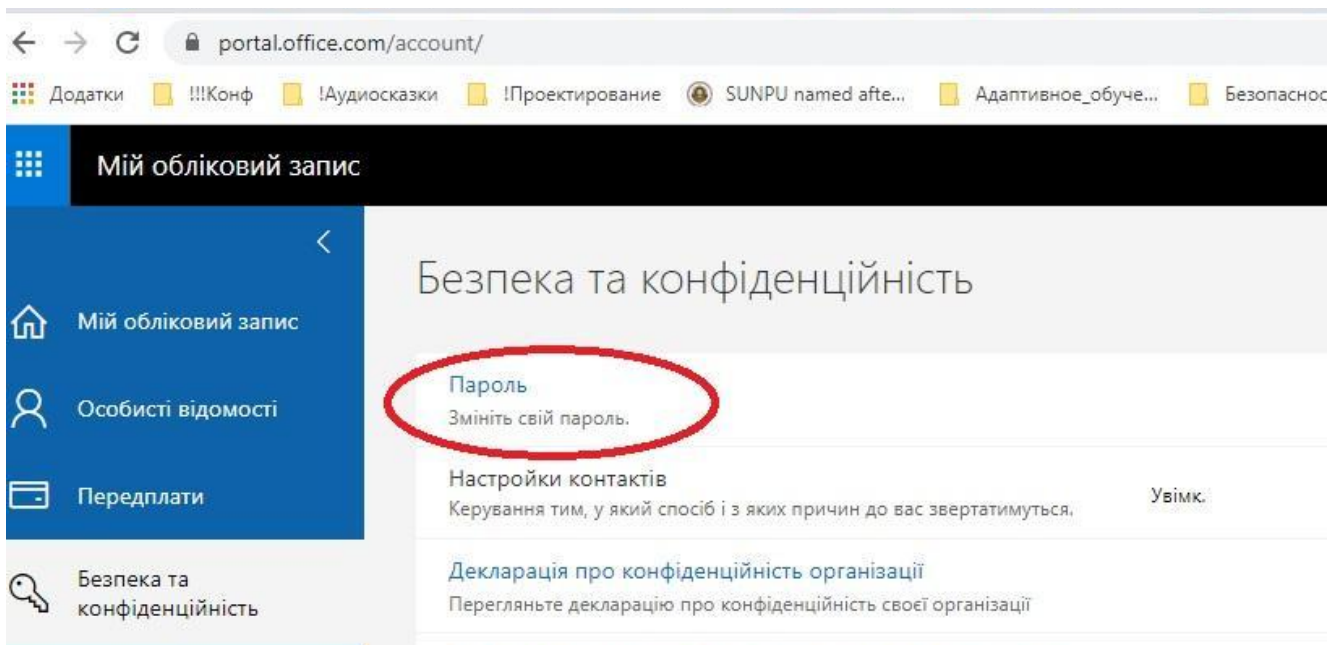 portal.office.com/account/
Додатки !!!Конф !Аудиосказки !Проектирование SUNPU named afte... Адаптивное_обуче... Безопаснос
Мій обліковий запис
Безпека та конфіденційність
Мій обліковий запис
Особисті відомості
Передплати
Безпека та
конфіденційність
Пароль
Змініть свій пароль.
Настройки контактів
Керування тим, у який спосіб і з яких причин до вас звертатимуться.
Увімк.
Декларація про конфіденційність організації
Перегляньте декларацію про конфіденційність своєї організації